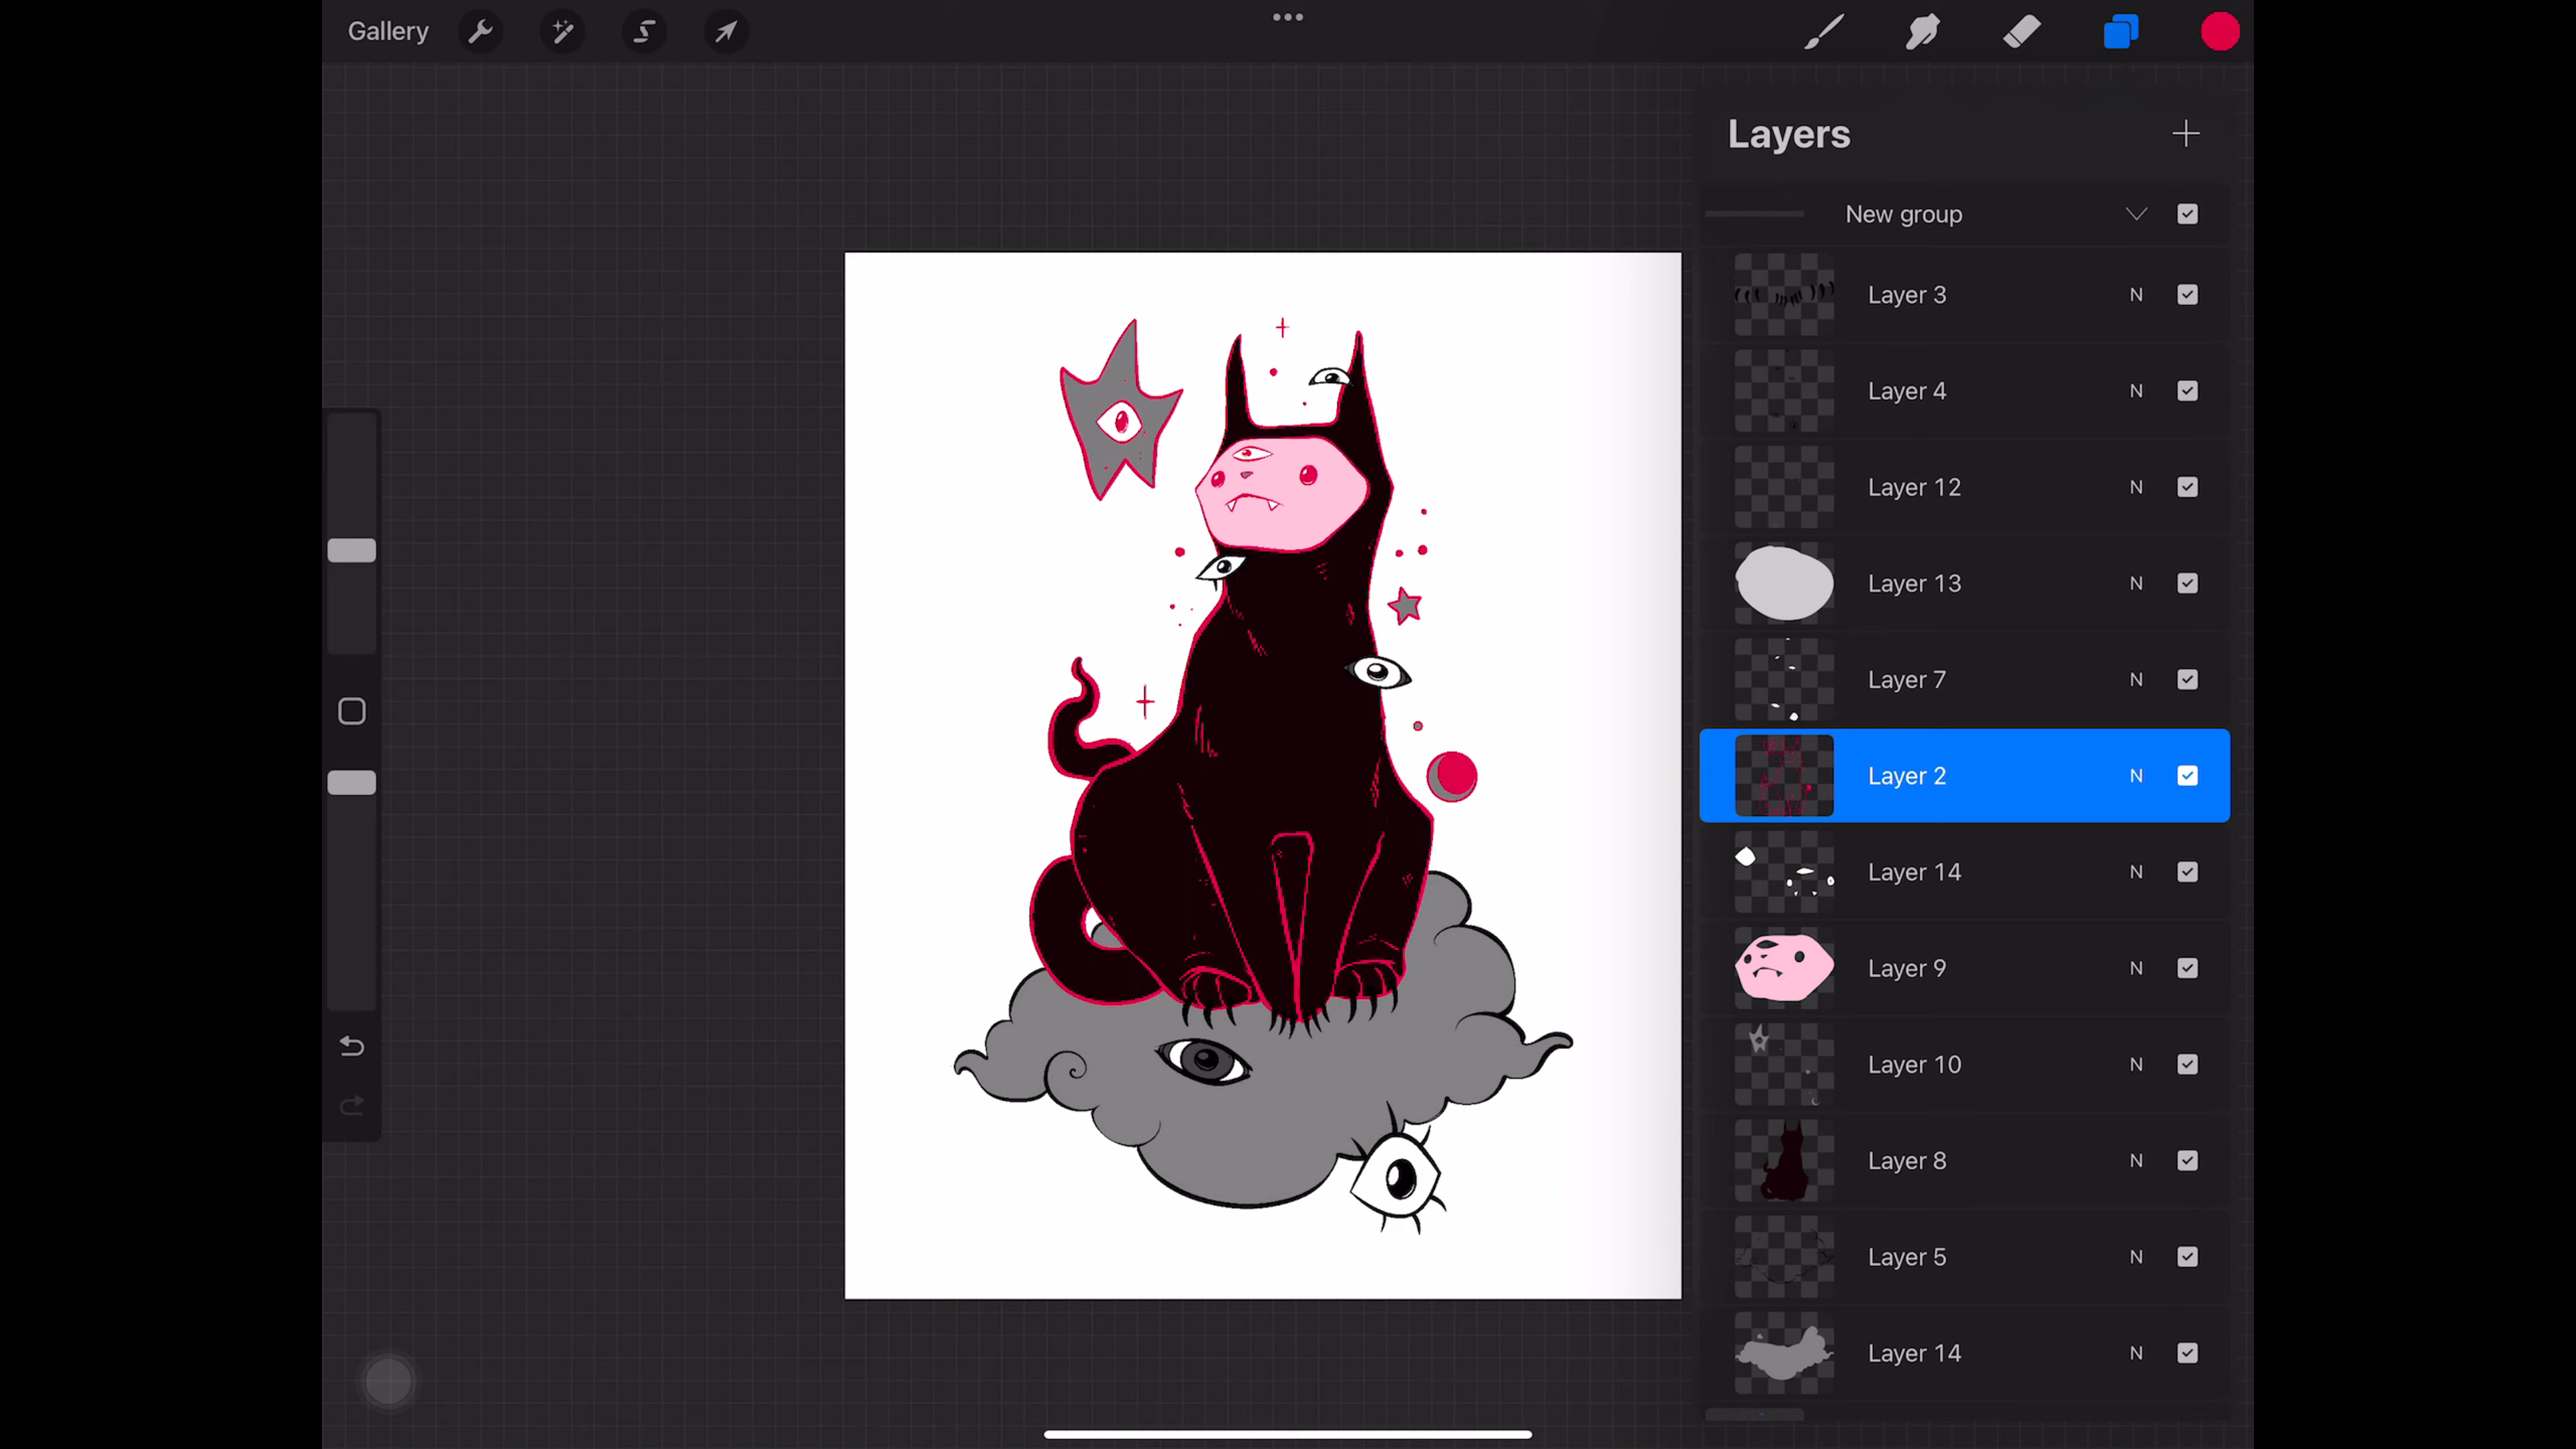 Gallery
Layers
New group
Layer 3 N
Layer 4 N
Layer 12 N
Layer 13 N
Layer 7 N
Layer 2 N
Layer 14 N
Layer 9 N
Layer 10 N
Layer 8 N
Layer 5 N
Layer 14 N